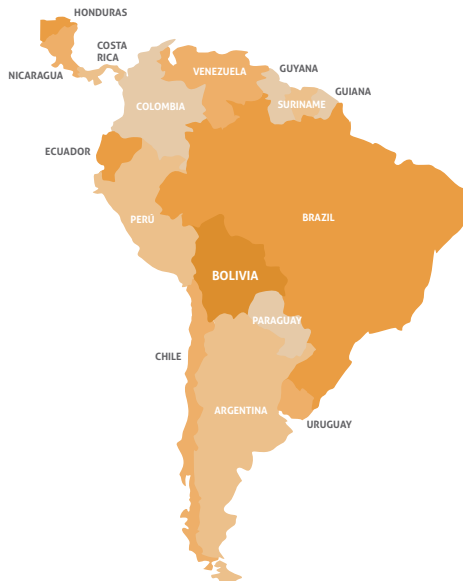 HONDURAS
COSTA
RICA
NICARAGUA
VENEZUELA
GUYANA
GUIANA
COLOMBIA
SURINAME
ECUADOR
PERÚ
BRAZIL
BOLIVIA
PARAGUAY
CHILE
ARGENTINA
URUGUAY